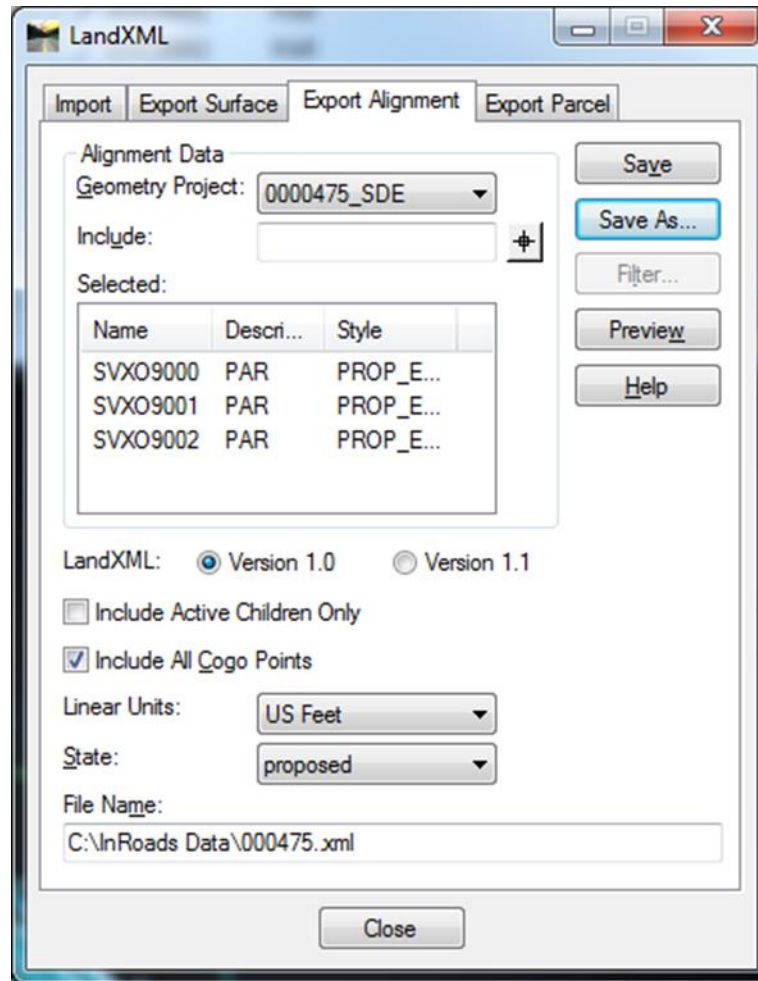 LandXML
Import Export Surface Export Alignment Export Parcel
Alignment Data
Geometry Project: 0000475_SDE
Include:
Selected:
Name Descri... Style
SVXO9000 PAR PROP_E...
SVXO9001 PAR PROP_E...
SVXO9002 PAR PROP_E...
Save
Save As...
Filter...
Preview
Help
LandXML: Version 1.0 Version 1.1
Include Active Children Only
Include All Cogo Points
Linear Units: US Feet
State: proposed
File Name:
C:\InRoads Data\000475..xml
Close